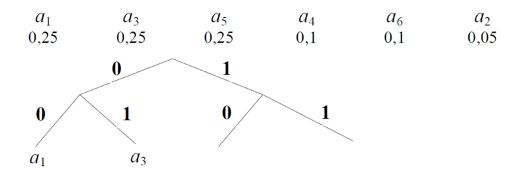 a₁ a₃ a₅ a₄ a₆ a₂
0,25 0,25 0,25 0,1 0,1 0,05
0 1
0 1 0 1
a₁ a₃